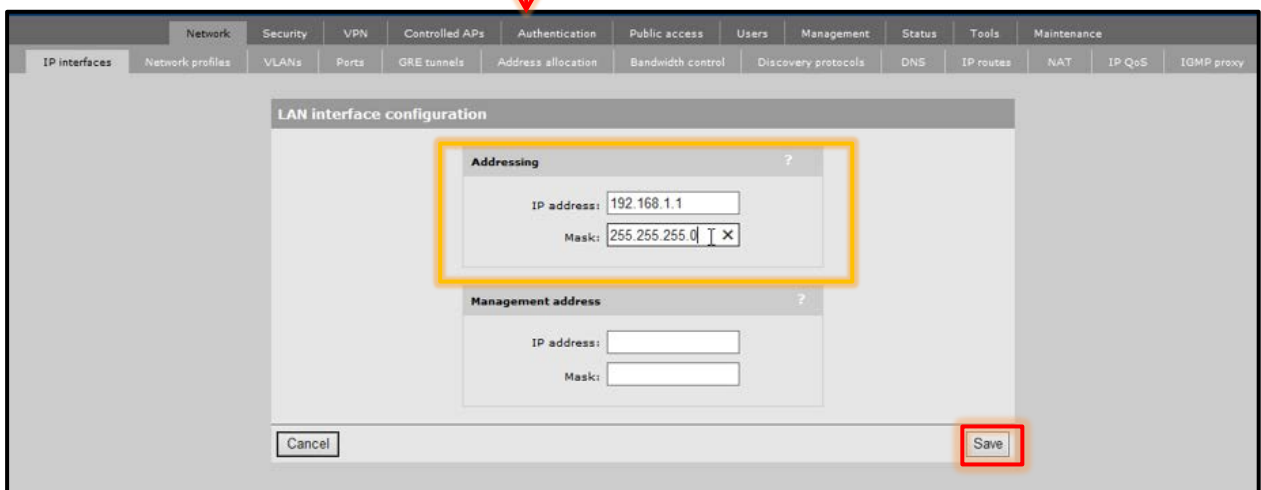 Network Security VPN Controlled APs Authentication Public access Users Management Status Tools Maintenance
IP interfaces Network profiles VLANs Ports GRE tunnels Address allocation Bandwidth control Discovery protocols DNS IP routes NAT IP QoS IGMP proxy
LAN interface configuration
Addressing ?
IP address: 192.168.1.1
Mask: 255.255.255.0
Management address ?
IP address:
Mask:
Cancel Save